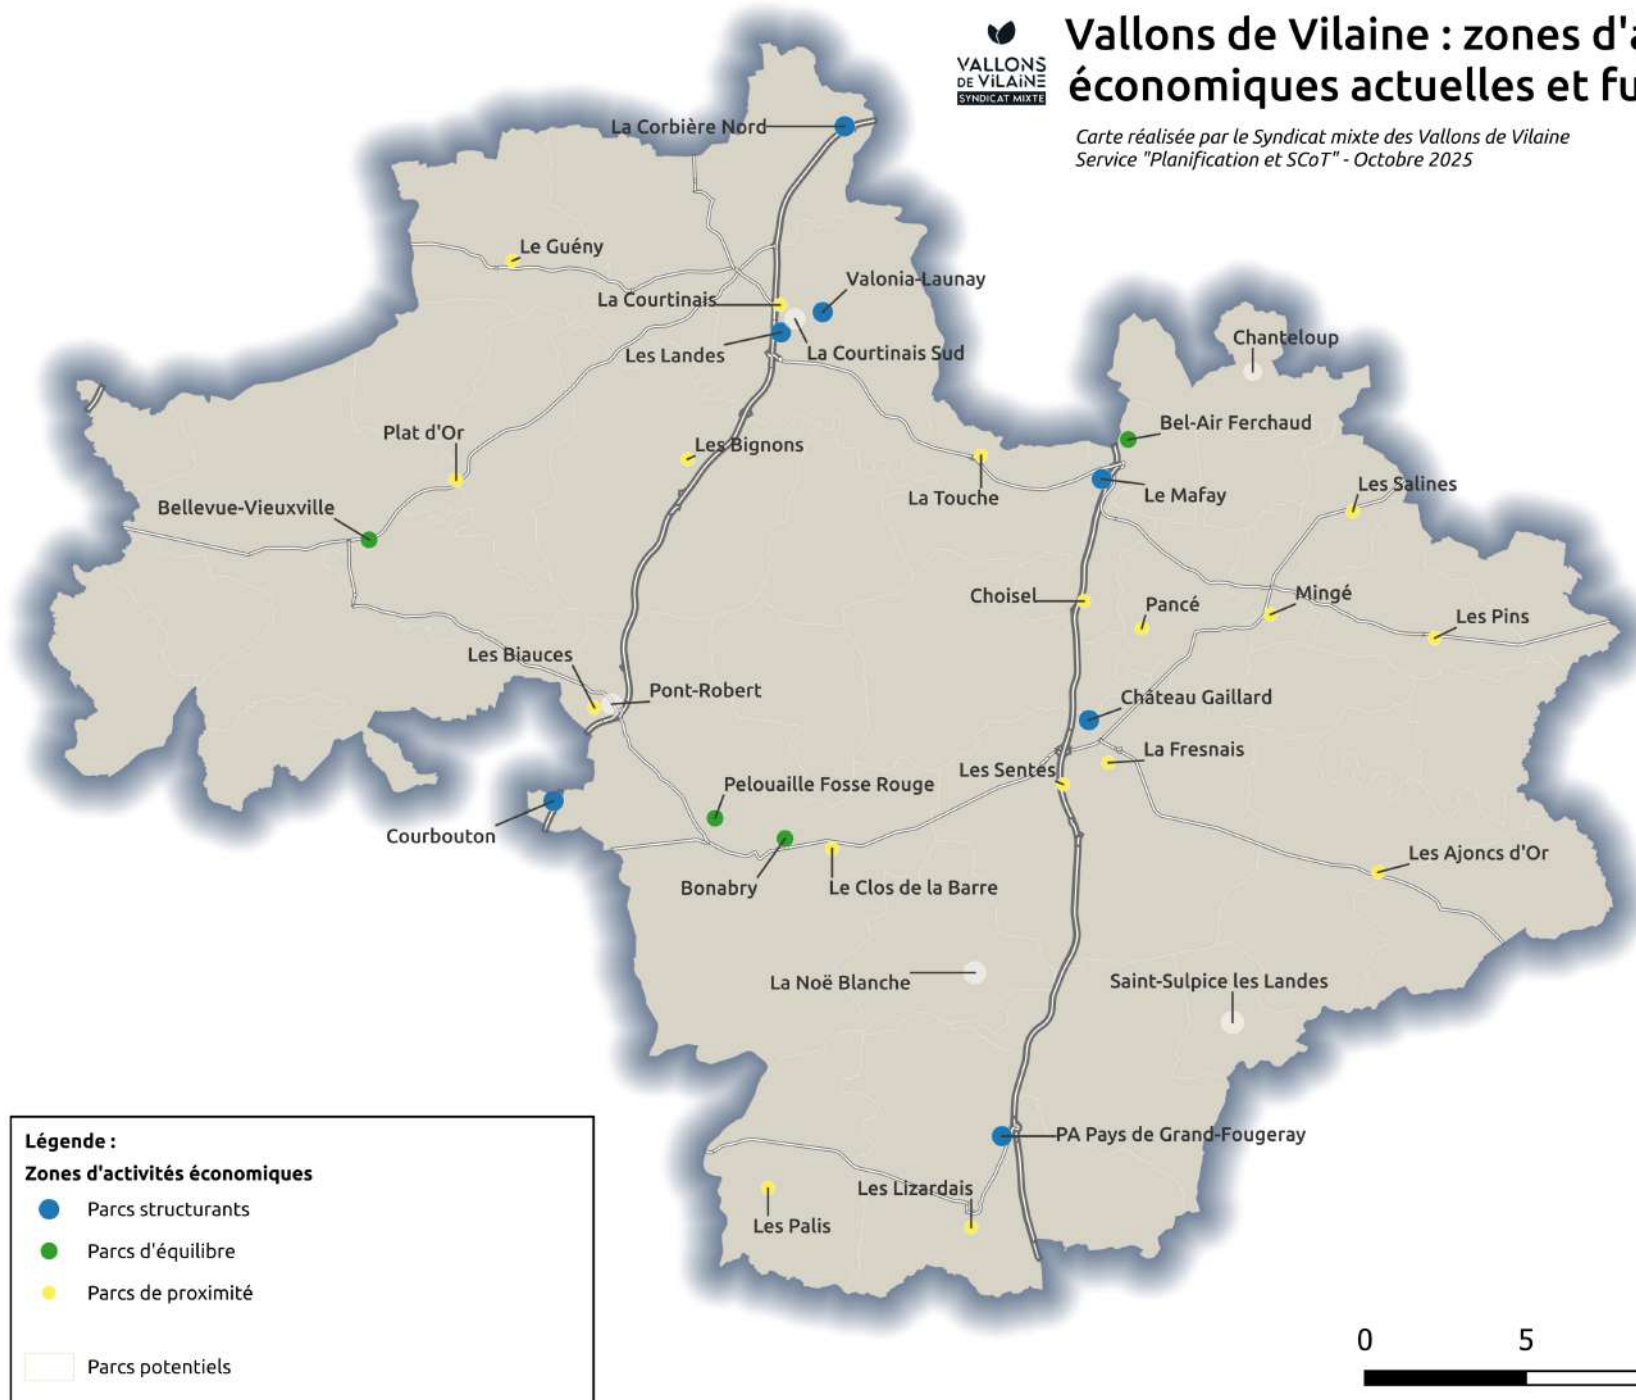 VALLONS
DE VILAINE
SYNDICAT MIXTE
Vallons de Vilaine : zones d'a
économiques actuelles et fu
Carte réalisée par le Syndicat mixte des Vallons de Vilaine
Service "Planification et SCoT" - Octobre 2025
La Corbière Nord
Le Guény
Valonia-Launay
La Courtinais
Chanteloup
Les Landes
La Courtinais Sud
Bel-Air Ferchaud
Plat d'Or
Les Bignons
Les Salines
La Touche
Le Mafay
Bellevue-Vieuxville
Choisel
Pancé
Mingé
Les Pins
Les Biauces
Pont-Robert
Château Gaillard
La Fresnais
Les Sentes
Pelouaille Fosse Rouge
Courbouton
Les Ajoncs d'Or
Bonabry
Le Clos de la Barre
La Noë Blanche
Saint-Sulpice les Landes
PA Pays de Grand-Fougeray
Les Lizardais
Les Palis
Légende :
Zones d'activités économiques
Parcs structurants
Parcs d'équilibre
Parcs de proximité
Parcs potentiels
0 5